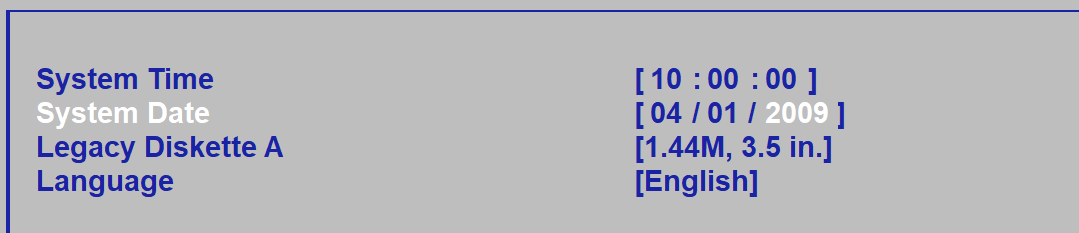 System Time [ 10 : 00 : 00 ]
System Date [ 04 / 01 / 2009 ]
Legacy Diskette A [1.44M, 3.5 in.]
Language [English]